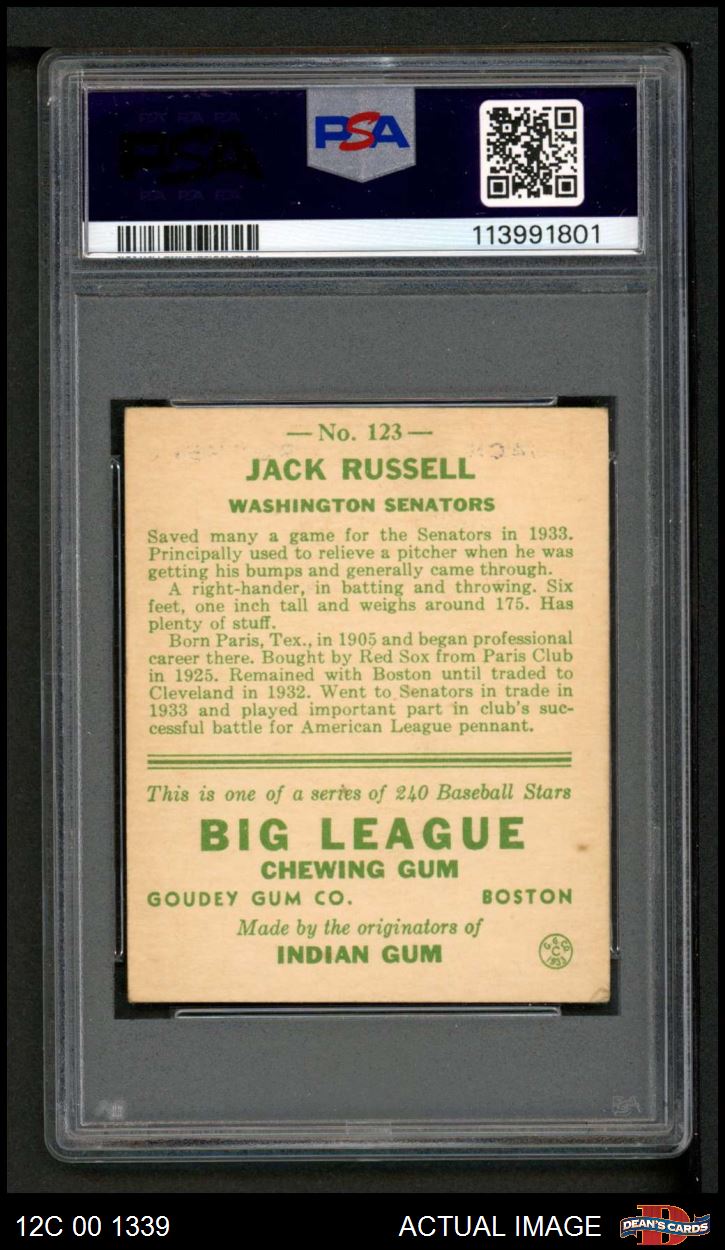 PSA
113991801
— No. 123 —
JACK RUSSELL
WASHINGTON SENATORS
Saved many a game for the Senators in 1933.
Principally used to relieve a pitcher when he was
getting his bumps and generally came through.
A right-hander, in batting and throwing. Six
feet, one inch tall and weighs around 175. Has
plenty of stuff.
Born Paris, Tex., in 1905 and began professional
career there. Bought by Red Sox from Paris Club
in 1925. Remained with Boston until traded to
Cleveland in 1932. Went to Senators in trade in
1933 and played important part in club's suc-
cessful battle for American League pennant.
This is one of a series of 240 Baseball Stars
BIG LEAGUE
CHEWING GUM
GOUDEY GUM CO. BOSTON
Made by the originators of
INDIAN GUM
G. G. CO.
C
1933
12C 00 1339 ACTUAL IMAGE DEAN'S CARDS